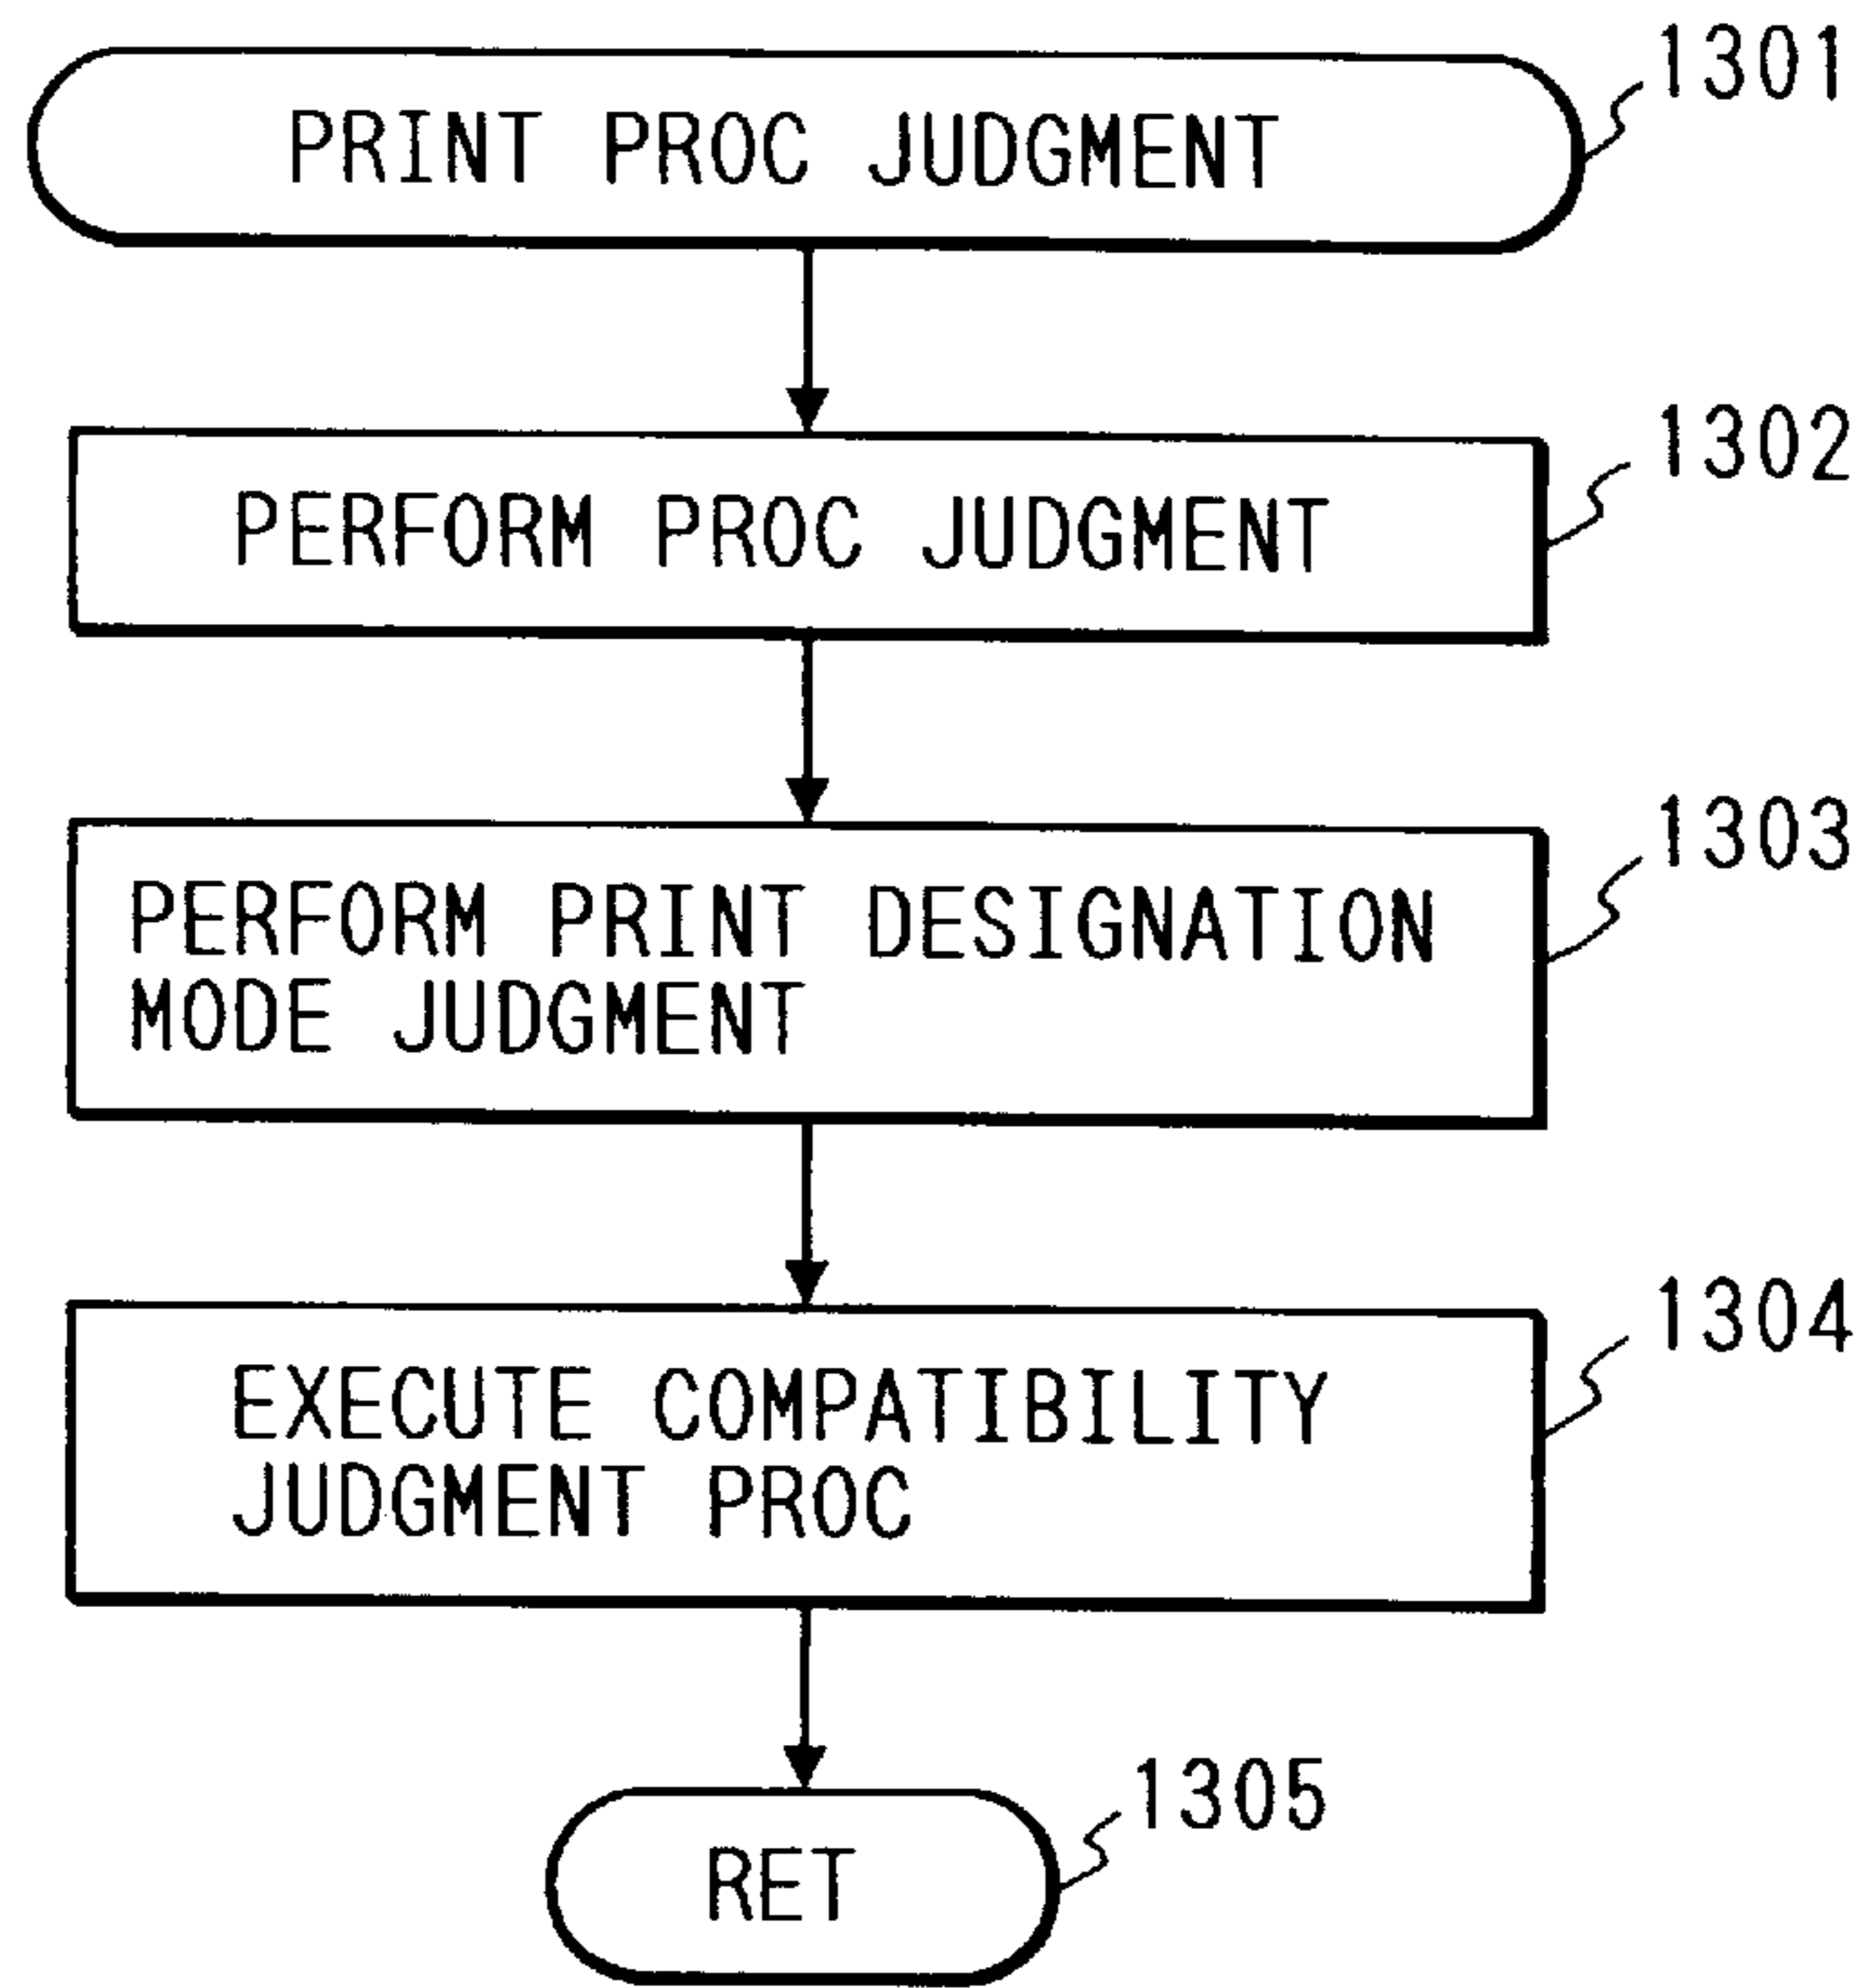 1301
PRINT PROC JUDGMENT
1302
PERFORM PROC JUDGMENT
1303
PERFORM PRINT DESIGNATION
MODE JUDGMENT
1304
EXECUTE COMPATIBILITY
JUDGMENT PROC
1305
RET